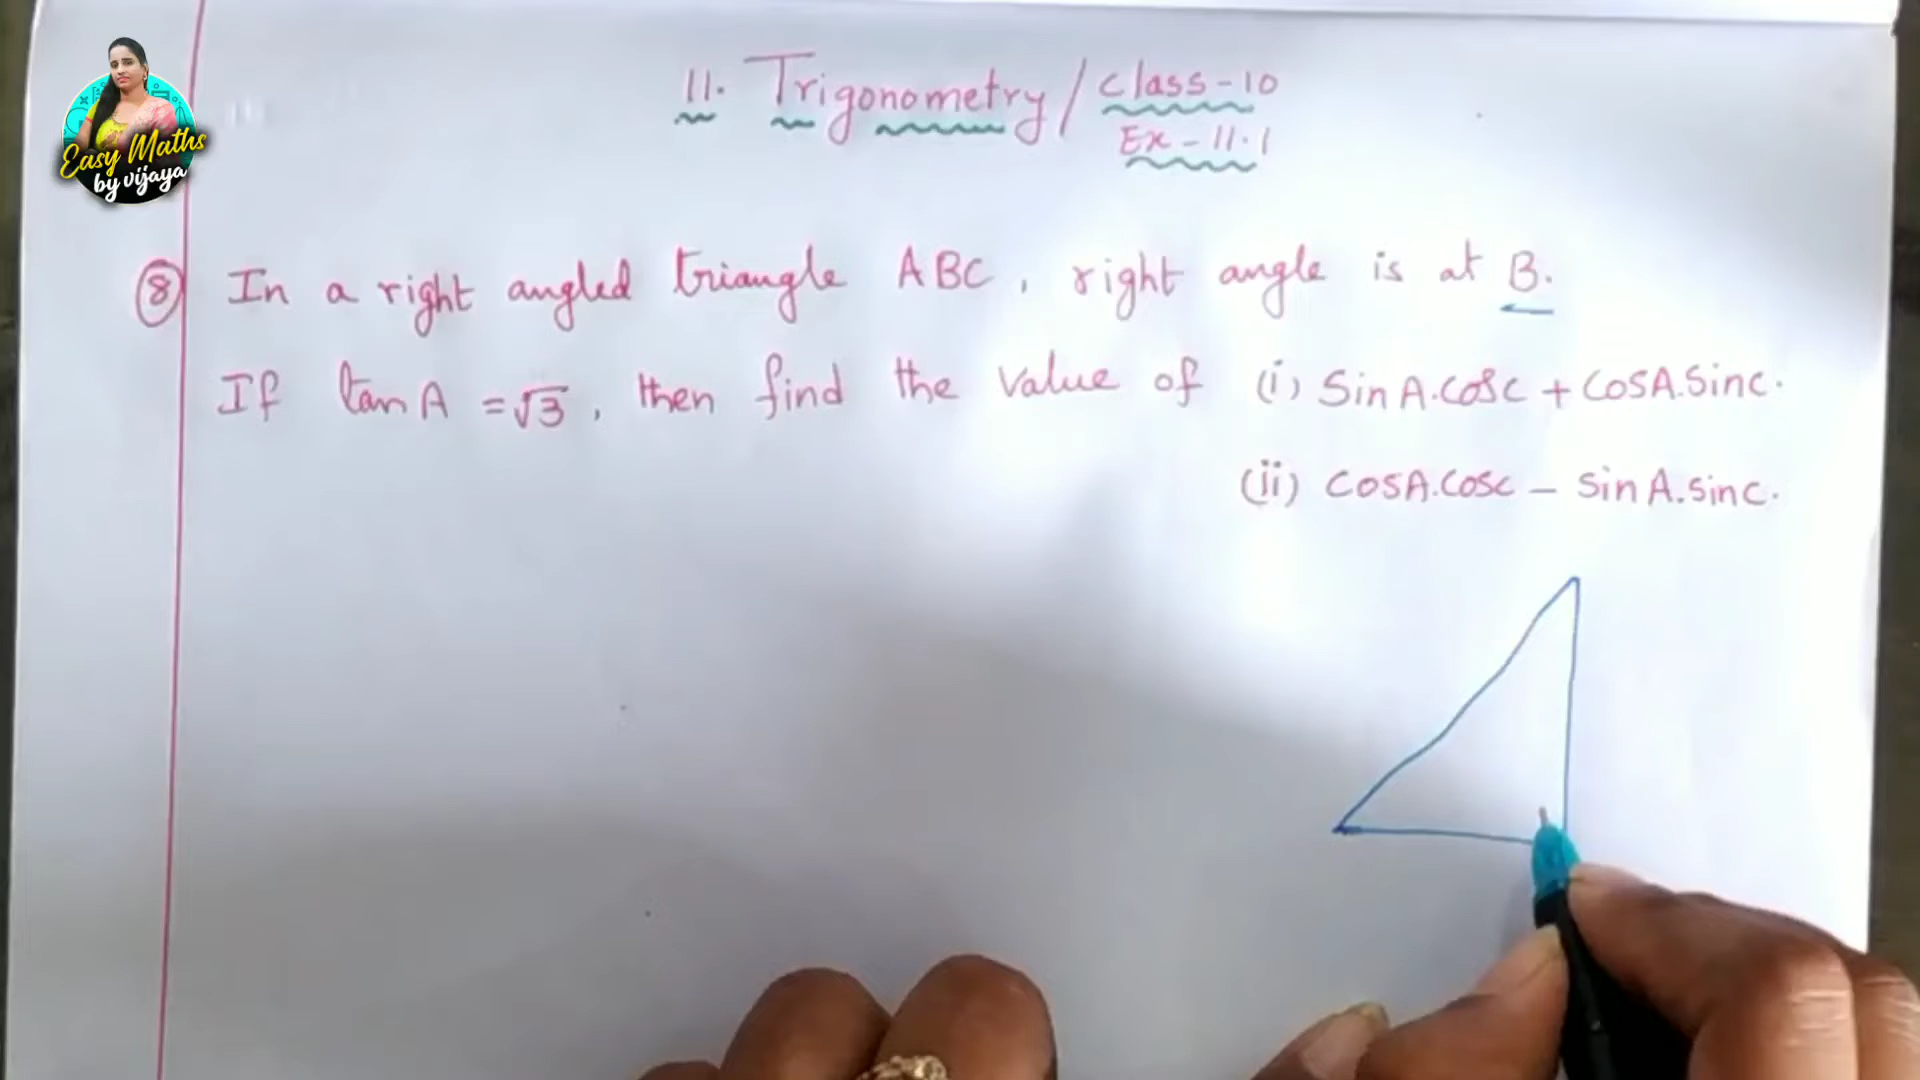 Easy Maths
by vijaya
11. Trigonometry / Class-10
Ex-11.1
8 In a right angled triangle ABC, right angle is at B.
If tan A = √3, then find the value of (i) Sin A.Cosc + CosA.Sinc.
(ii) CosA.Cosc – Sin A.Sinc.